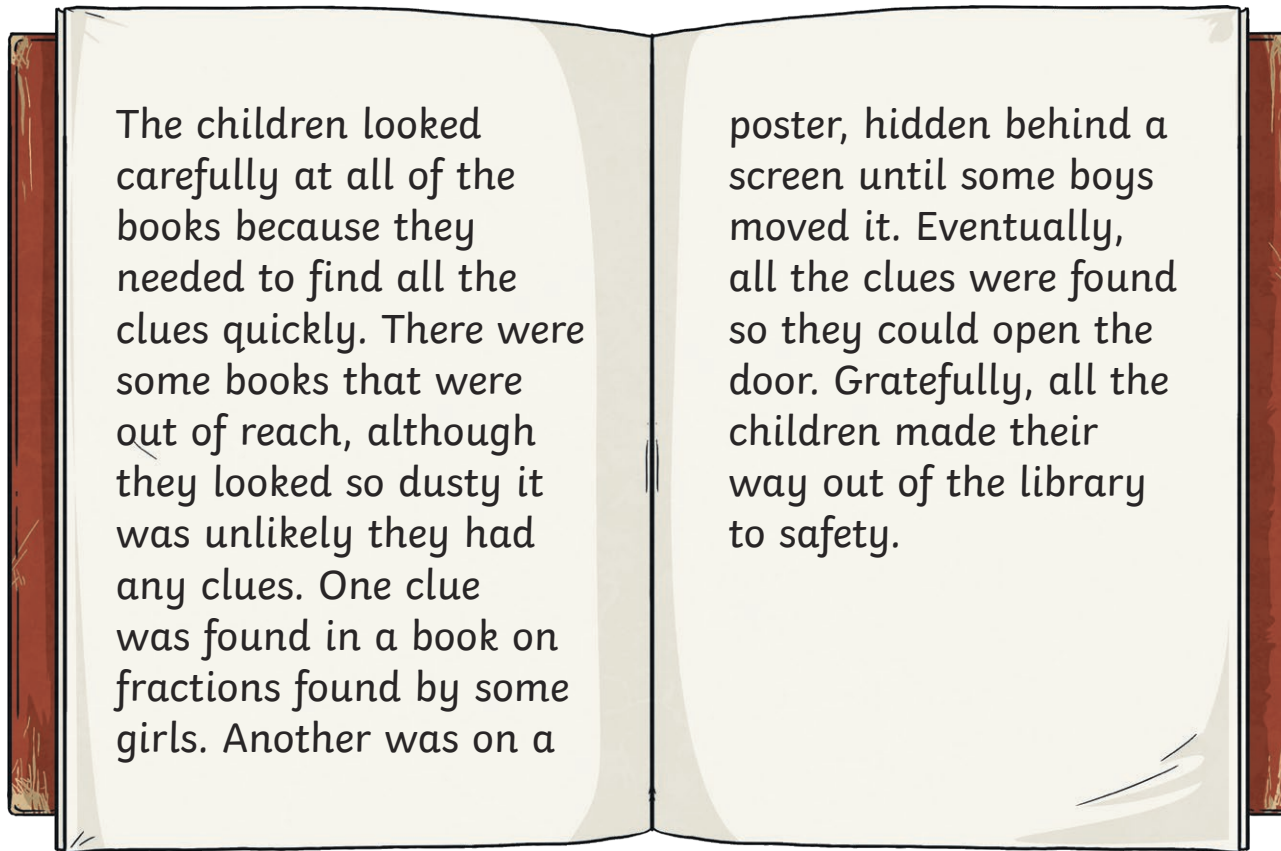 The children looked
carefully at all of the
books because they
needed to find all the
clues quickly. There were
some books that were
out of reach, although
they looked so dusty it
was unlikely they had
any clues. One clue
was found in a book on
fractions found by some
girls. Another was on a
poster, hidden behind a
screen until some boys
moved it. Eventually,
all the clues were found
so they could open the
door. Gratefully, all the
children made their
way out of the library
to safety.